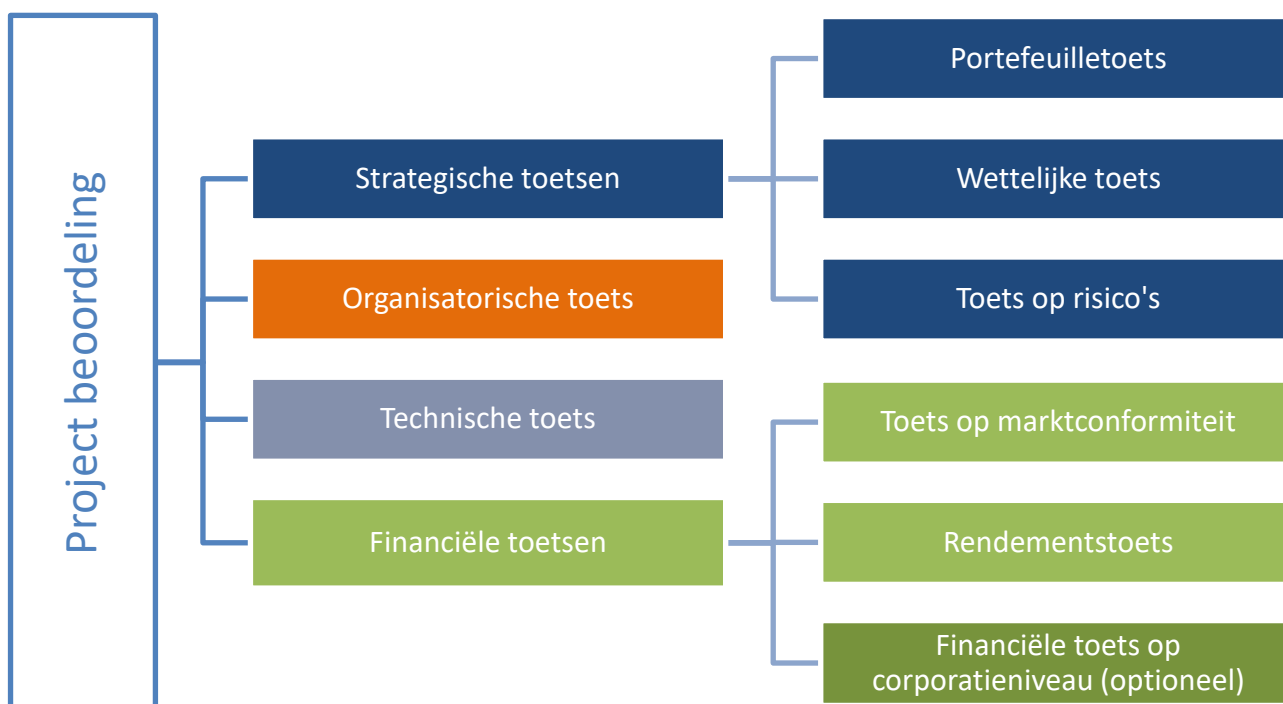 Project beoordeling
Strategische toetsen
Portefeuilletoets
Wettelijke toets
Toets op risico's
Organisatorische toets
Technische toets
Financiële toetsen
Toets op marktconformiteit
Rendementstoets
Financiële toets op
corporatieniveau (optioneel)